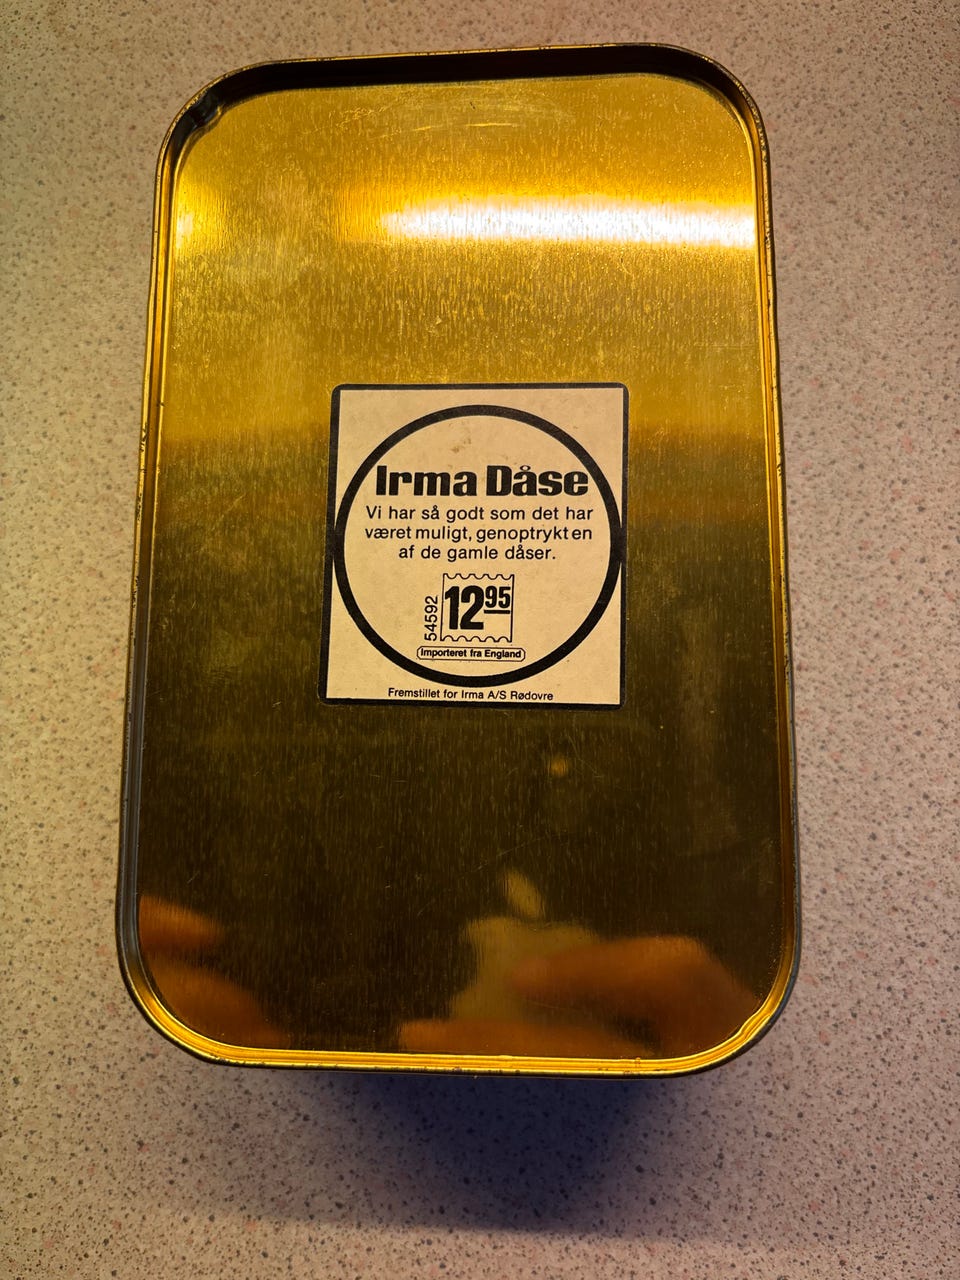 Irma Dåse
Vi har så godt som det har
været muligt, genoptrykt en
af de gamle dåser.
54592
12.95
Importeret fra England
Fremstillet for Irma A/S Rødovre